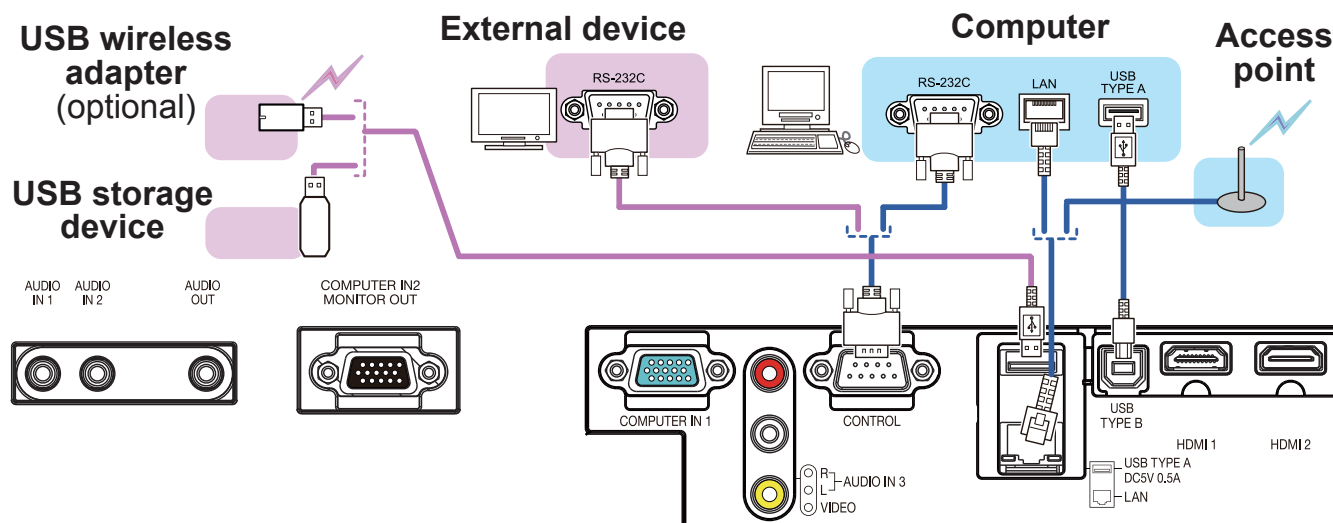 USB wireless
adapter
(optional)
External device
Computer
Access
point
RS-232C
RS-232C
LAN
USB
TYPE A
USB storage
device
AUDIO
IN 1
AUDIO
IN 2
AUDIO
OUT
COMPUTER IN2
MONITOR OUT
COMPUTER IN 1
CONTROL
USB
TYPE B
HDMI 1
HDMI 2
R
L
AUDIO IN 3
VIDEO
USB TYPE A
DC5V 0.5A
LAN